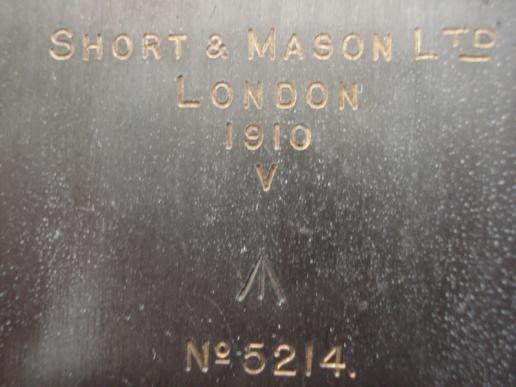 SHORT & MASON LTD
LONDON
1910
V
Nº 5214.